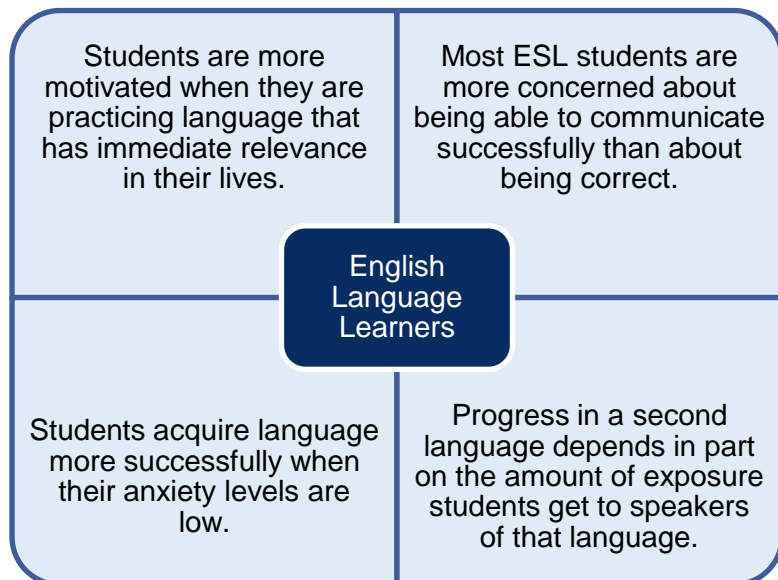 Students are more
motivated when they are
practicing language that
has immediate relevance
in their lives.
Most ESL students are
more concerned about
being able to communicate
successfully than about
being correct.
English
Language
Learners
Students acquire language
more successfully when
their anxiety levels are
low.
Progress in a second
language depends in part
on the amount of exposure
students get to speakers
of that language.